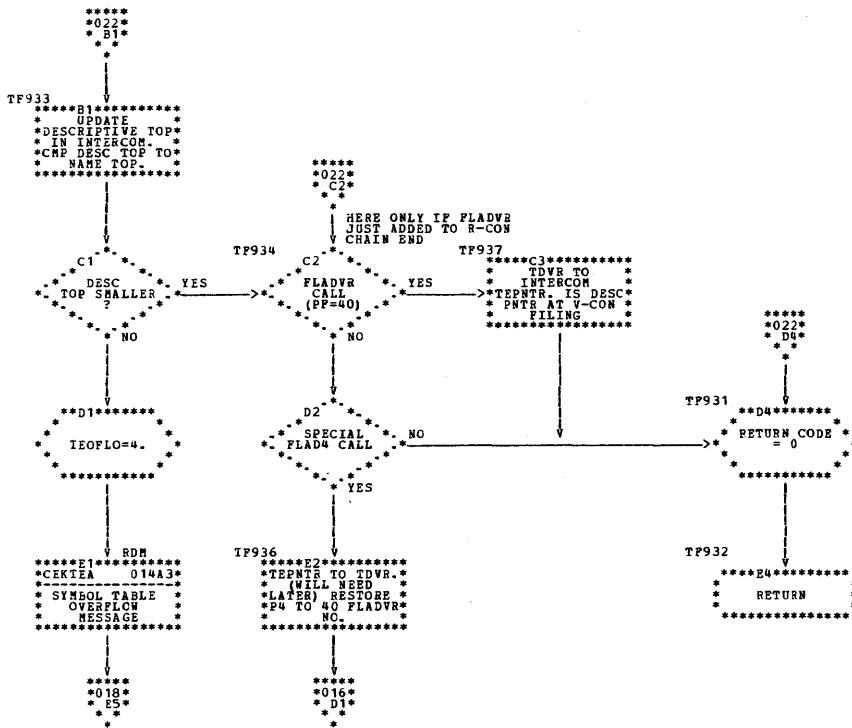 022
B1
TF933
B1
UPDATE
DESCRIPTIVE TOP
IN INTERCOM.
CMP DESC TOP TO
NAME TOP.
022
C2
HERE ONLY IF FLADVR
JUST ADDED TO R-CON
CHAIN END
C1
DESC
TOP SMALLER
?
YES
NO
TF934
C2
FLADVR
CALL
(PP=40)
YES
NO
TF937
C3
TDVR TO
INTERCOM
TEPNTR. IS DESC
PNTR AT V-CON
FILING
022
D4
D1
IEOFLO=4.
D2
SPECIAL
FLAD4 CALL
NO
YES
TF931
D4
RETURN CODE
= 0
RDM
E1
CEKTEA 014A3
SYMBOL TABLE
OVERFLOW
MESSAGE
TF936
E2
TEPNTR TO TDVR.
(WILL NEED
LATER) RESTORE
P4 TO 40 FLADVR
NO.
TF932
E4
RETURN
018
E5
016
D1